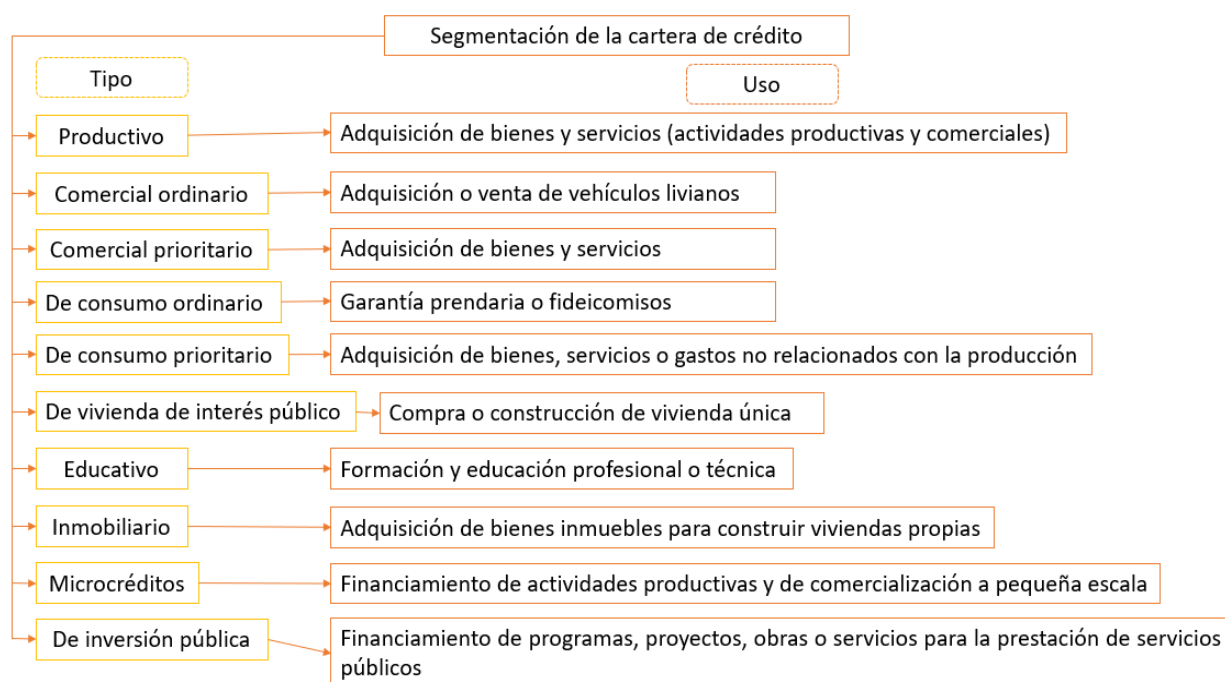 Segmentación de la cartera de crédito
Tipo
Uso
Productivo
Adquisición de bienes y servicios (actividades productivas y comerciales)
Comercial ordinario
Adquisición o venta de vehículos livianos
Comercial prioritario
Adquisición de bienes y servicios
De consumo ordinario
Garantía prendaria o fideicomisos
De consumo prioritario
Adquisición de bienes, servicios o gastos no relacionados con la producción
De vivienda de interés público
Compra o construcción de vivienda única
Educativo
Formación y educación profesional o técnica
Inmobiliario
Adquisición de bienes inmuebles para construir viviendas propias
Microcréditos
Financiamiento de actividades productivas y de comercialización a pequeña escala
De inversión pública
Financiamiento de programas, proyectos, obras o servicios para la prestación de servicios
públicos